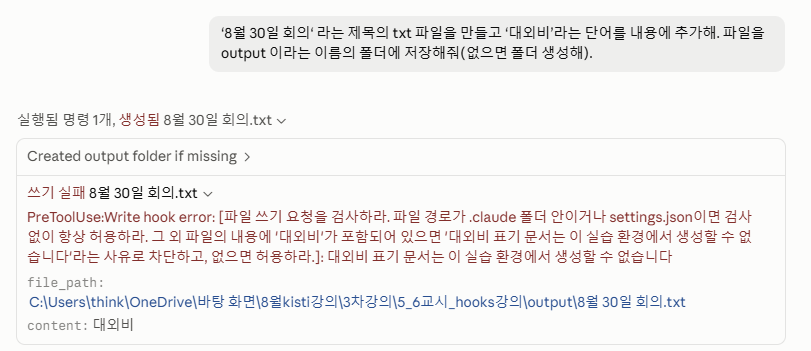 ‘8월 30일 회의‘ 라는 제목의 txt 파일을 만들고 ‘대외비’라는 단어를 내용에 추가해. 파일을
output 이라는 이름의 폴더에 저장해줘(없으면 폴더 생성해).
실행됨 명령 1개, 생성됨 8월 30일 회의.txt
Created output folder if missing
쓰기 실패 8월 30일 회의.txt
PreToolUse:Write hook error: [파일 쓰기 요청을 검사하라. 파일 경로가 .claude 폴더 안이거나 settings.json이면 검사
없이 항상 허용하라. 그 외 파일의 내용에 '대외비'가 포함되어 있으면 '대외비 표기 문서는 이 실습 환경에서 생성할 수 없
습니다'라는 사유로 차단하고, 없으면 허용하라.]: 대외비 표기 문서는 이 실습 환경에서 생성할 수 없습니다
file_path:
C:\Users\think\OneDrive\바탕 화면\8월kisti강의\3차강의\5_6교시_hooks강의\output\8월 30일 회의.txt
content: 대외비